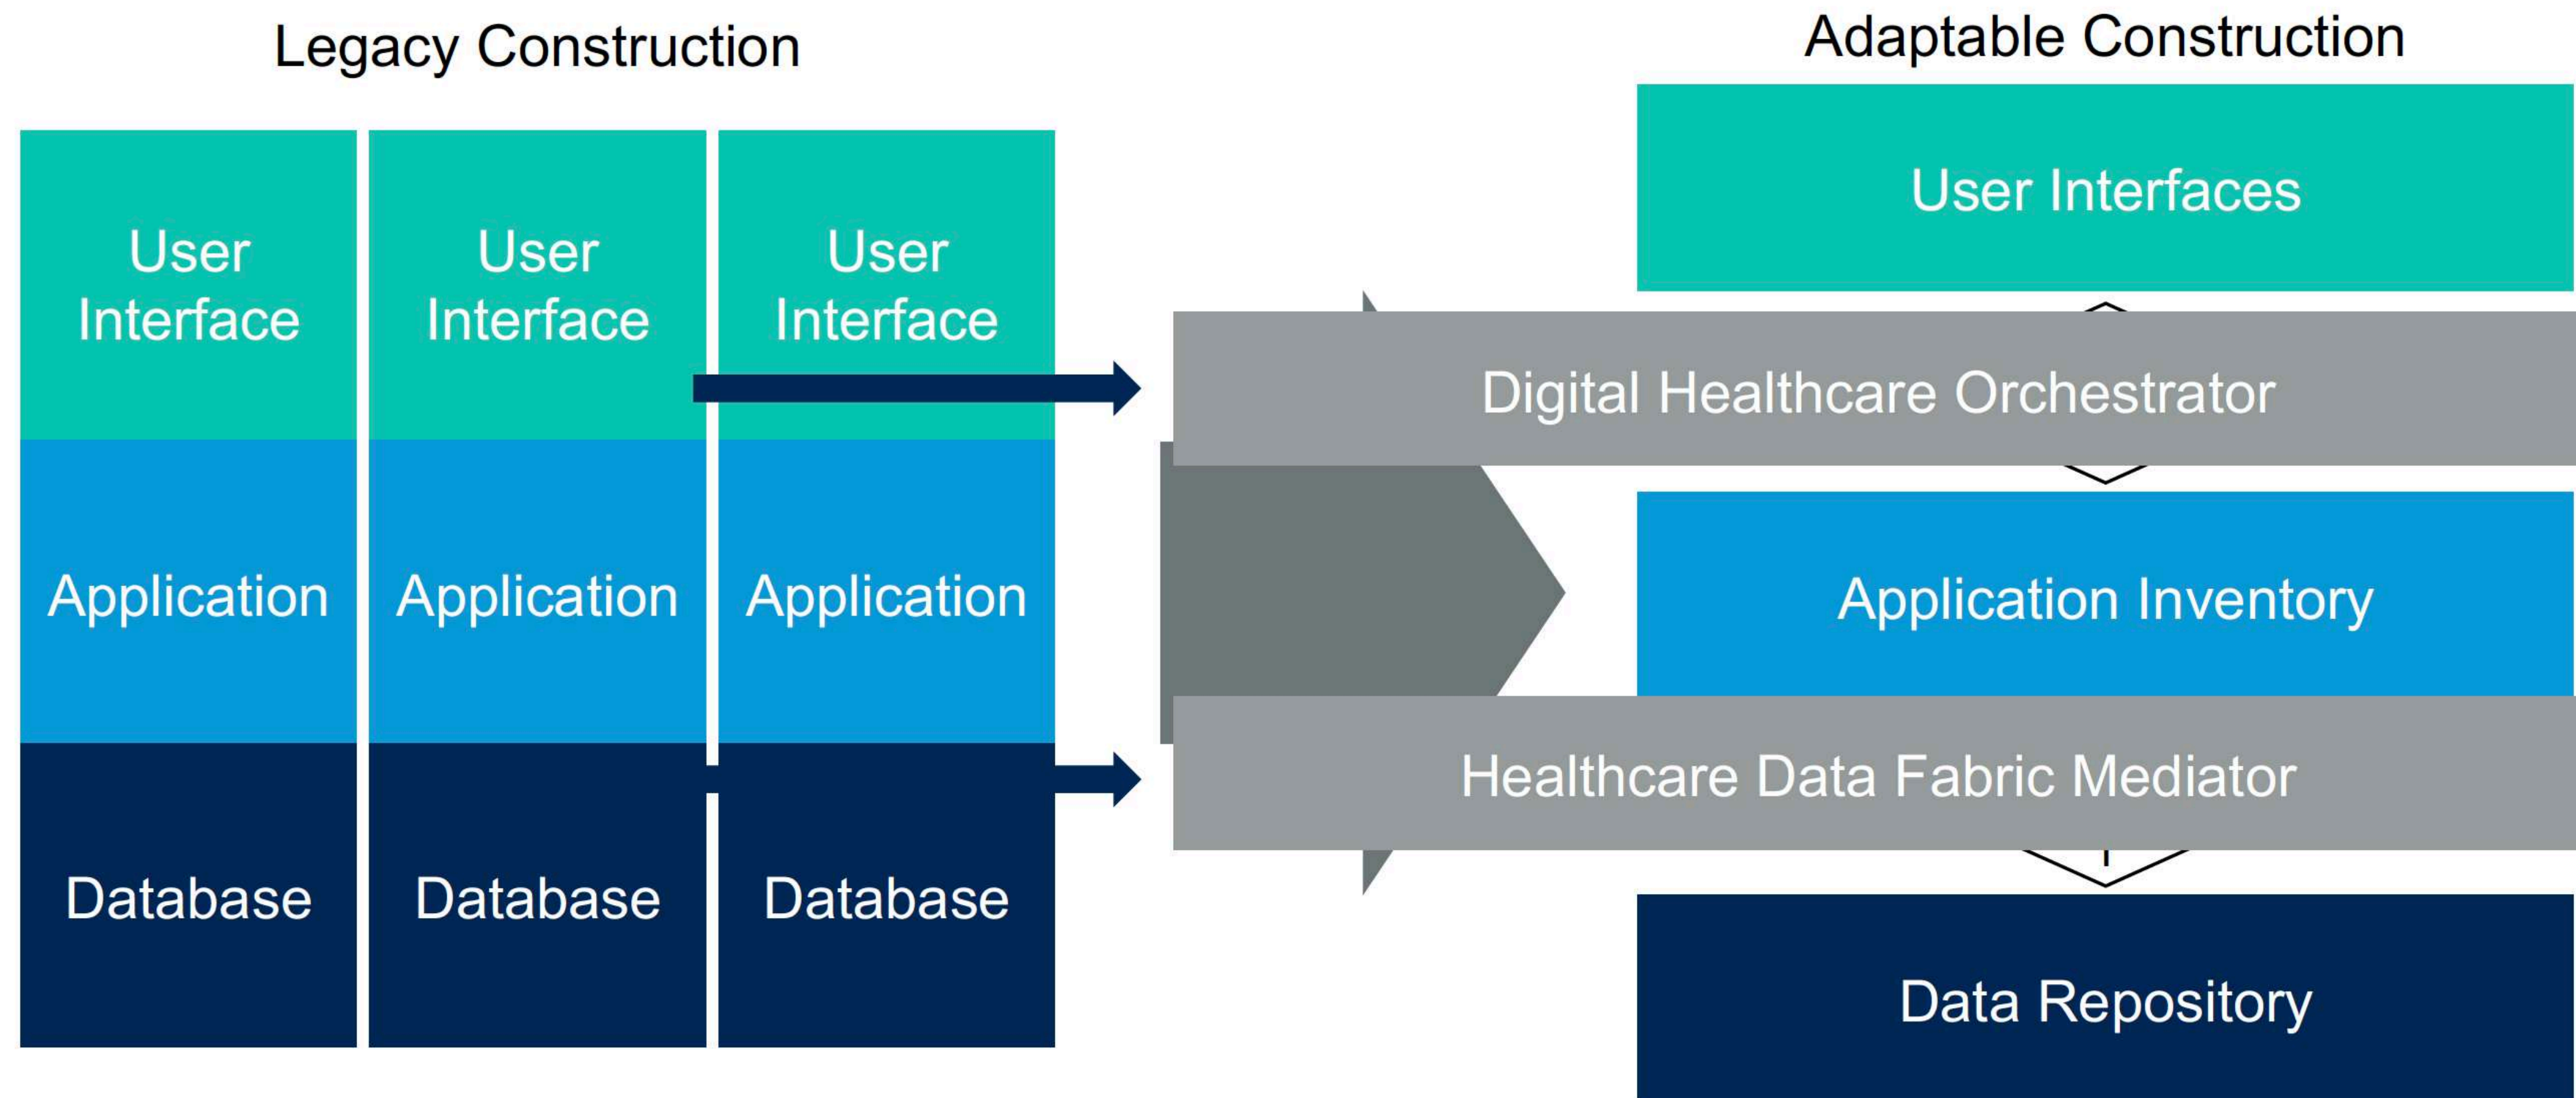 Legacy Construction
Adaptable Construction
User
Interface
User
Interface
User
Interface
Application
Application
Application
Database
Database
Database
User Interfaces
Digital Healthcare Orchestrator
Application Inventory
Healthcare Data Fabric Mediator
Data Repository